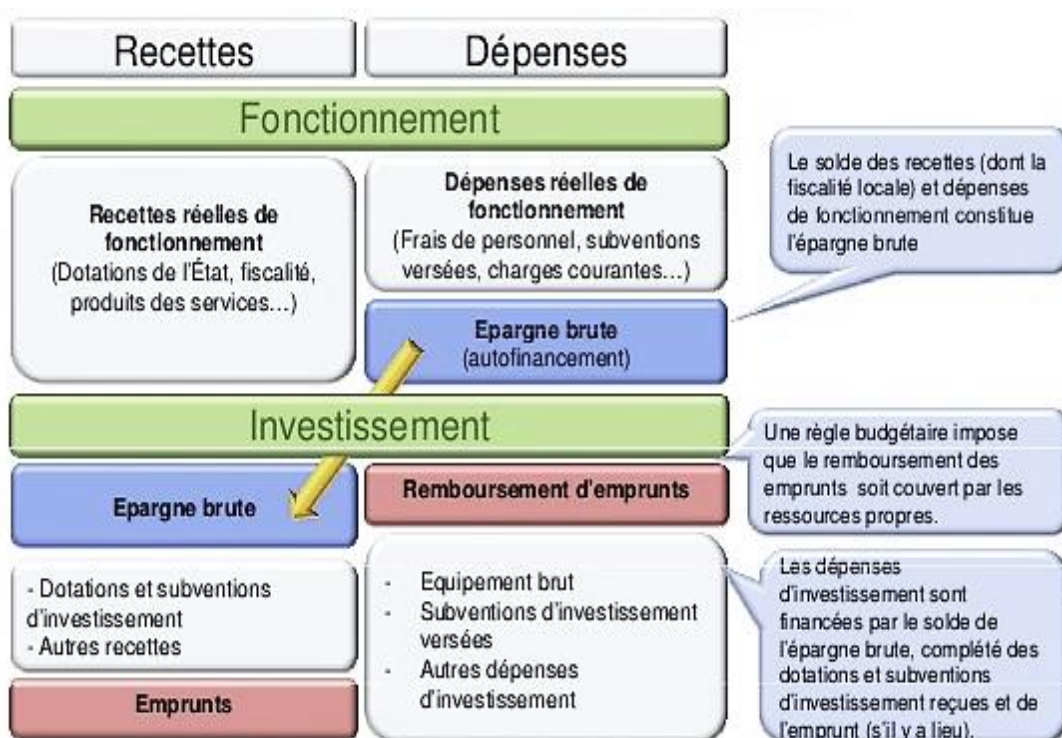 Recettes
Dépenses
Fonctionnement
Recettes réelles de
fonctionnement
(Dotations de l'État, fiscalité,
produits des services…)
Dépenses réelles de
fonctionnement
(Frais de personnel, subventions
versées, charges courantes…)
Epargne brute
(autofinancement)
Le solde des recettes (dont la
fiscalité locale) et dépenses
de fonctionnement constitue
l'épargne brute
Investissement
Epargne brute
Remboursement d'emprunts
Une règle budgétaire impose
que le remboursement des
emprunts soit couvert par les
ressources propres.
- Dotations et subventions
d'investissement
- Autres recettes
Emprunts
- Equipement brut
- Subventions d'investissement
versées
- Autres dépenses
d'investissement
Les dépenses
d'investissement sont
financées par le solde de
l'épargne brute, complété des
dotations et subventions
d'investissement reçues et de
l'emprunt (s'il y a lieu).